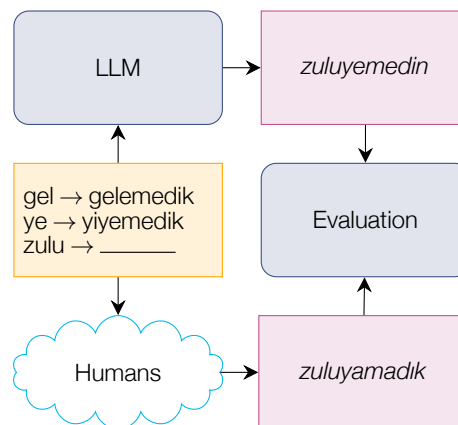 LLM
zuluyemedin
gel → gelemedik
ye → yiyemedik
zulu → ______
Evaluation
Humans
zuluyamadık